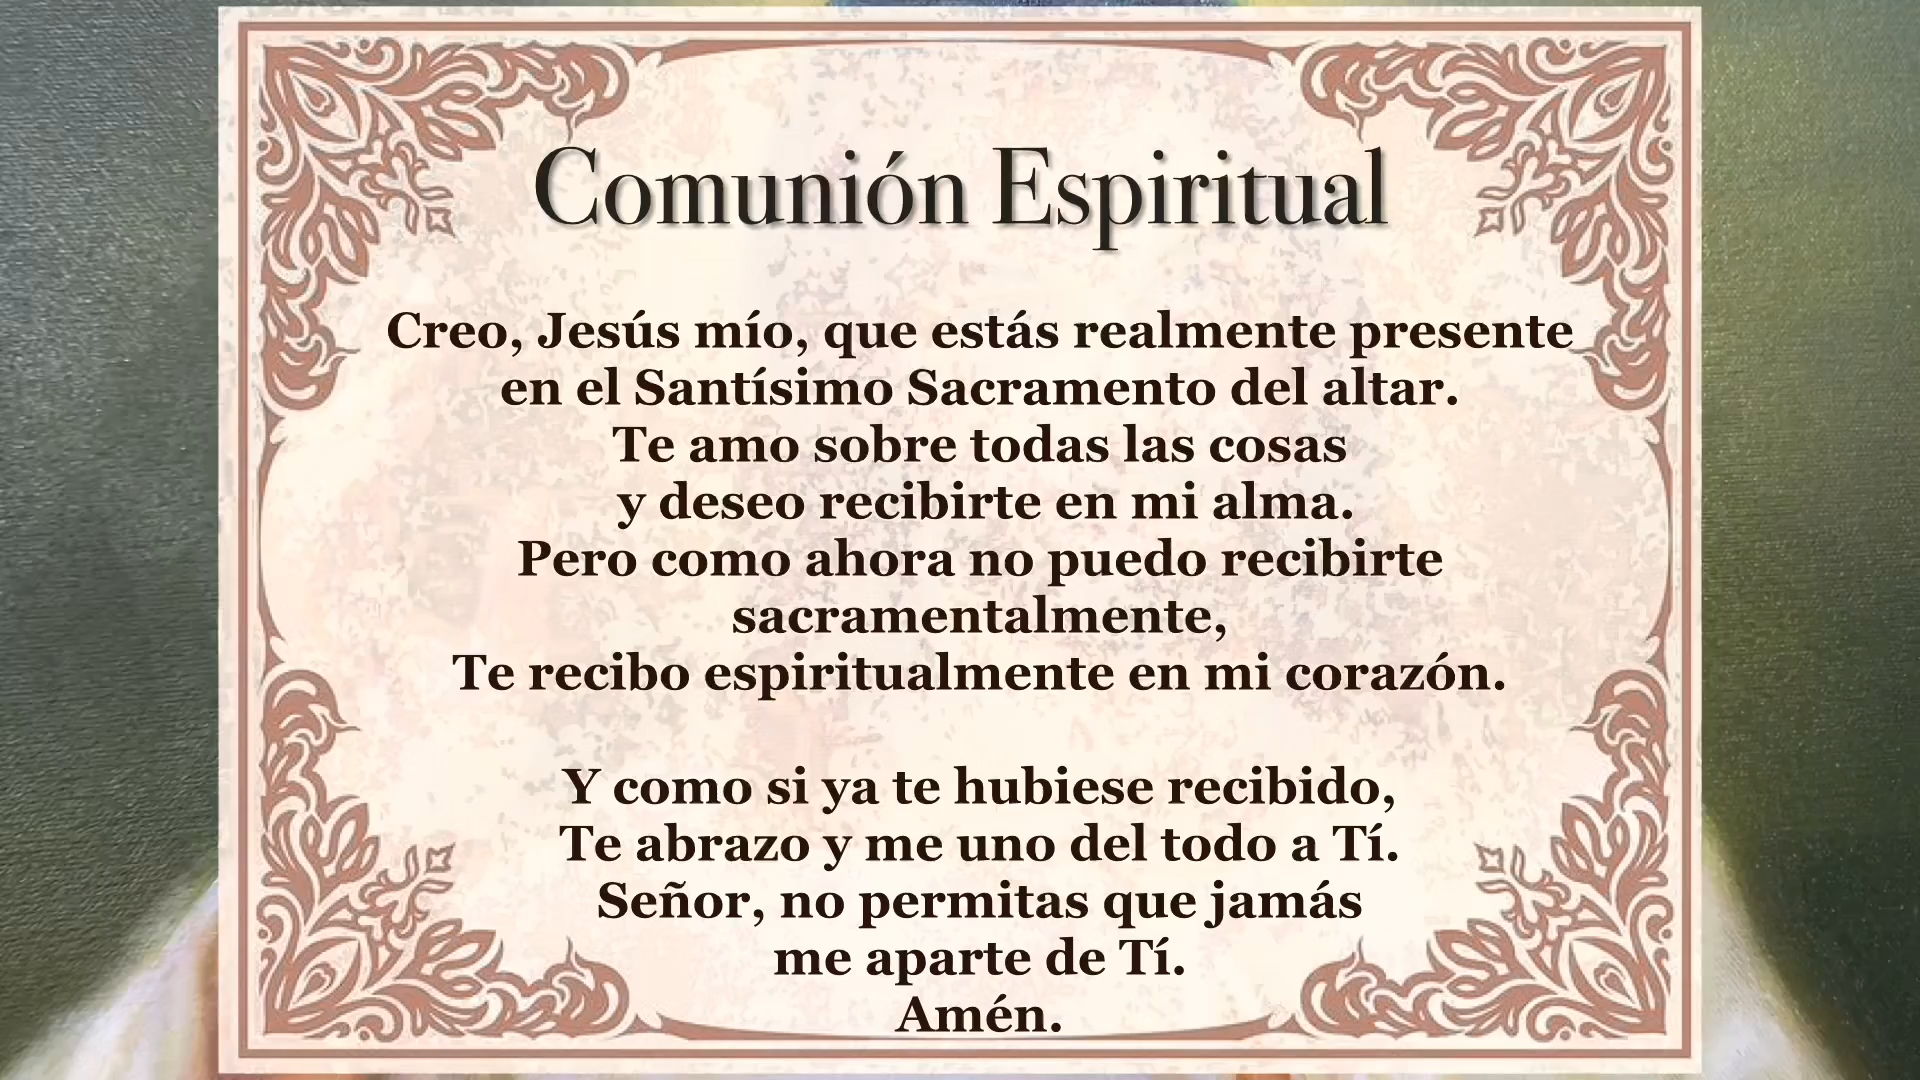 Comunión Espiritual
Creo, Jesús mío, que estás realmente presente
en el Santísimo Sacramento del altar.
Te amo sobre todas las cosas
y deseo recibirte en mi alma.
Pero como ahora no puedo recibirte
sacramentalmente,
Te recibo espiritualmente en mi corazón.
Y como si ya te hubiese recibido,
Te abrazo y me uno del todo a Tí.
Señor, no permitas que jamás
me aparte de Tí.
Amén.